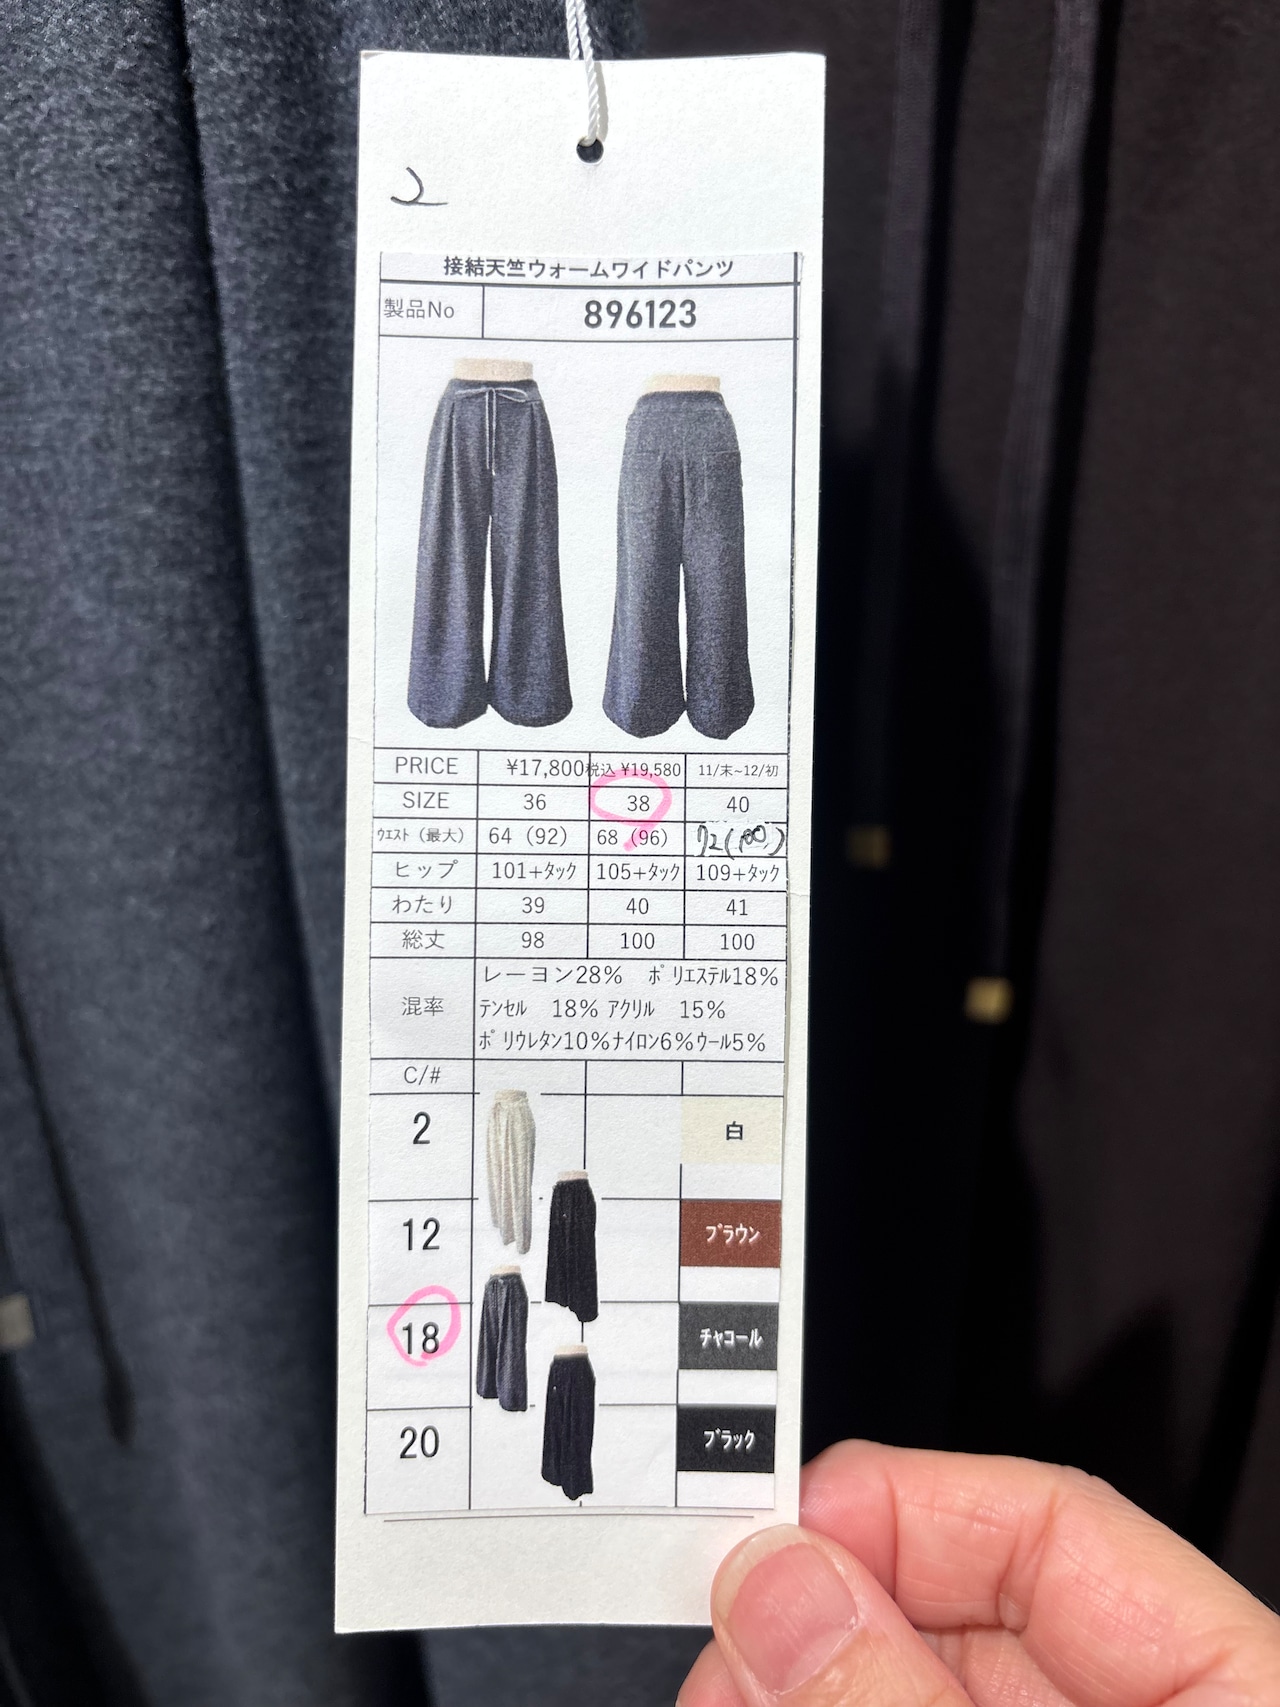 2
接結天竺ウォームワイドパンツ
製品No 896123
PRICE ¥17,800 税込 ¥19,580 11/末~12/初
SIZE 36 38 40
ｳｴｽﾄ（最大） 64（92） 68（96） 72(100)
ヒップ 101+ﾀｯｸ 105+ﾀｯｸ 109+ﾀｯｸ
わたり 39 40 41
総丈 98 100 100
レーヨン28% ﾎﾟﾘｴｽﾃﾙ18%
混率 ﾃﾝｾﾙ 18% ｱｸﾘﾙ 15%
ﾎﾟﾘｳﾚﾀﾝ10%ﾅｲﾛﾝ6%ｳｰﾙ5%
C/#
2 白
12 ﾌﾞﾗｳﾝ
18 ﾁｬｺｰﾙ
20 ﾌﾞﾗｯｸ